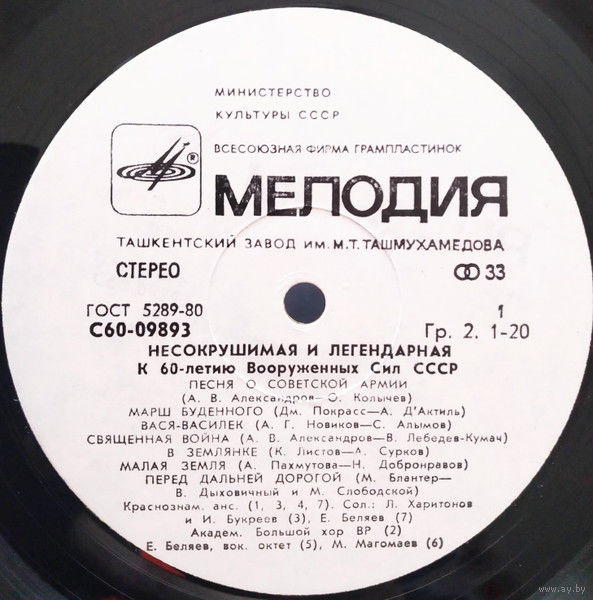 МИНИСТЕРСТВО
КУЛЬТУРЫ СССР
ВСЕСОЮЗНАЯ ФИРМА ГРАМПЛАСТИНОК
®
МЕЛОДИЯ
ТАШКЕНТСКИЙ ЗАВОД ИМ. М.Т. ТАШМУХАМЕДОВА
СТЕРЕО 33
ГОСТ 5289-80 1
С60-09893 Гр. 2. 1-20
НЕСОКРУШИМАЯ И ЛЕГЕНДАРНАЯ
К 60-летию Вооруженных Сил СССР
ПЕСНЯ О СОВЕТСКОЙ АРМИИ
(А. В. Александров—О. Колычев)
МАРШ БУДЕННОГО (Дм. Покрасс—А. Д'Актиль)
ВАСЯ-ВАСИЛЕК (А. Г. Новиков—С. Алымов)
СВЯЩЕННАЯ ВОЙНА (А. В. Александров—В. Лебедев-Кумач)
В ЗЕМЛЯНКЕ (К. Листов—А. Сурков)
МАЛАЯ ЗЕМЛЯ (А. Пахмутова—Н. Добронравов)
ПЕРЕД ДАЛЬНЕЙ ДОРОГОЙ (М. Блантер—
В. Дыховичный и М. Слободской)
Краснознам. анс. (1, 3, 4, 7). Сол.: Л. Харитонов
и И. Букреев (3), Е. Беляев (7)
Академ. Большой хор ВР (2)
Е. Беляев, вок. октет (5), М. Магомаев (6)
www.ay.by